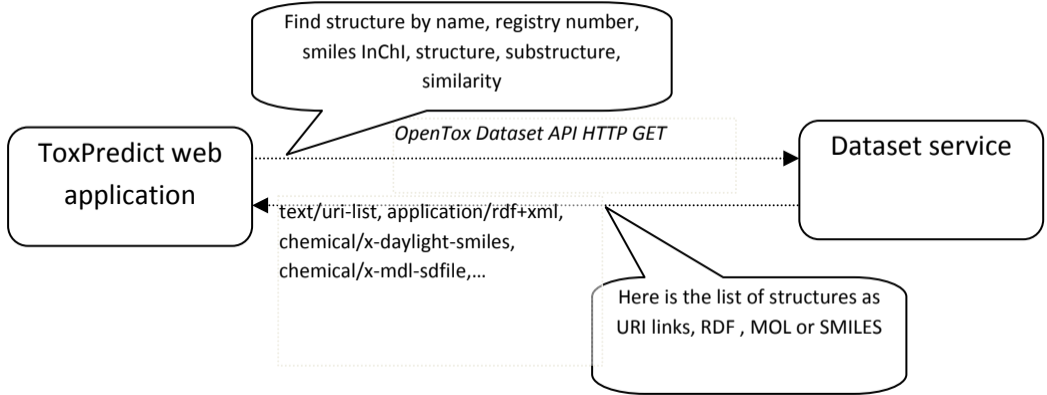 Find structure by name, registry number,
smiles InChI, structure, substructure,
similarity
OpenTox Dataset API HTTP GET
ToxPredict web
application
Dataset service
text/uri-list, application/rdf+xml,
chemical/x-daylight-smiles,
chemical/x-mdl-sdfile,...
Here is the list of structures as
URI links, RDF , MOL or SMILES